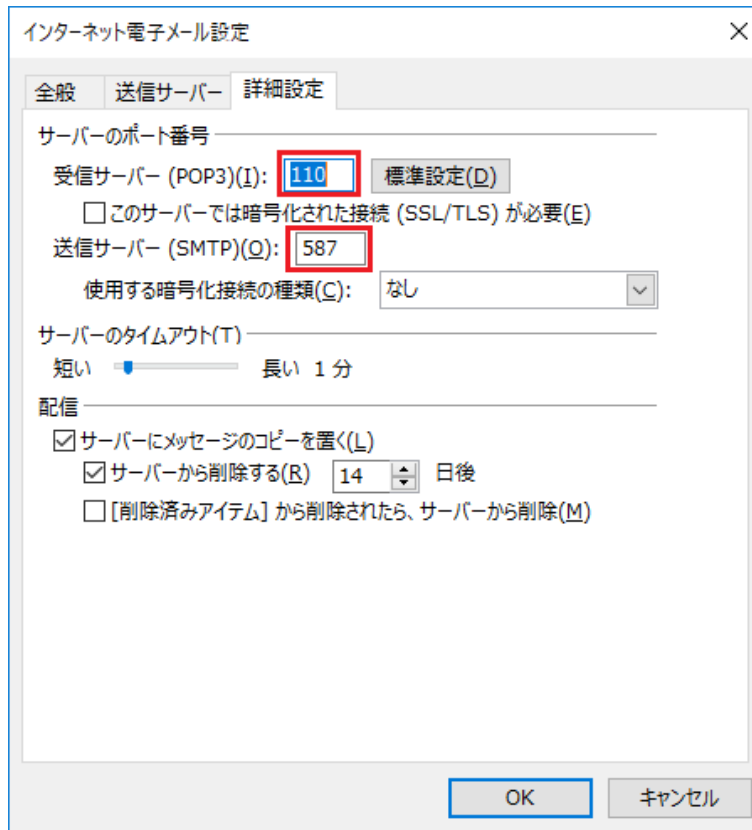 インターネット電子メール設定
全般 送信サーバー 詳細設定
サーバーのポート番号
受信サーバー (POP3)(I): 110 標準設定(D)
このサーバーでは暗号化された接続 (SSL/TLS) が必要(E)
送信サーバー (SMTP)(O): 587
使用する暗号化接続の種類(C): なし
サーバーのタイムアウト(T)
短い 長い 1 分
配信
サーバーにメッセージのコピーを置く(L)
サーバーから削除する(R) 14 日後
[削除済みアイテム] から削除されたら、サーバーから削除(M)
OK キャンセル